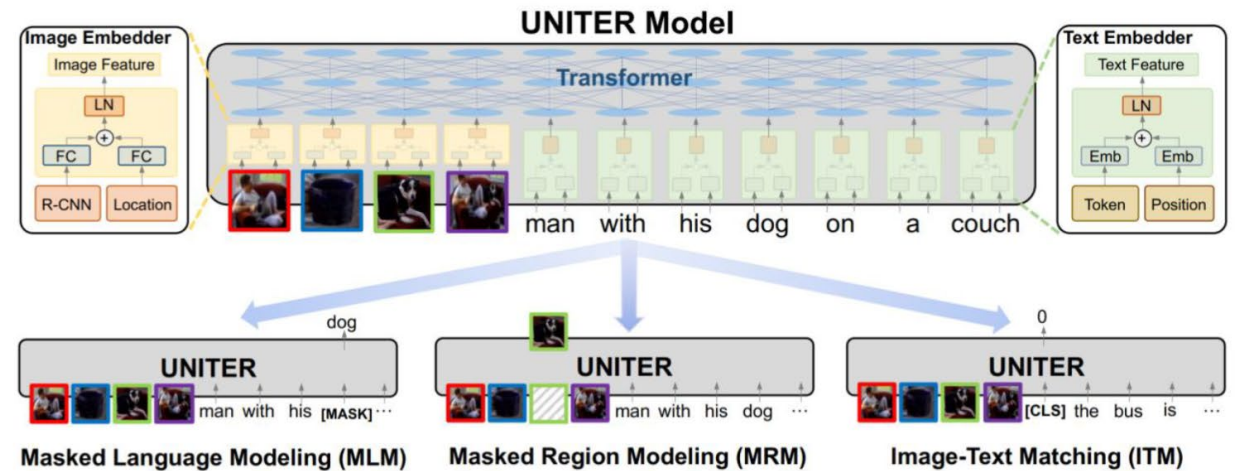 UNITER Model
Image Embedder
Image Feature
LN
+
FC FC
R-CNN Location
Transformer
man with his dog on a couch
Text Embedder
Text Feature
LN
+
Emb Emb
Token Position
dog
UNITER
man with his [MASK] ...
Masked Language Modeling (MLM)
UNITER
man with his dog ...
Masked Region Modeling (MRM)
0
UNITER
[CLS] the bus is ...
Image-Text Matching (ITM)